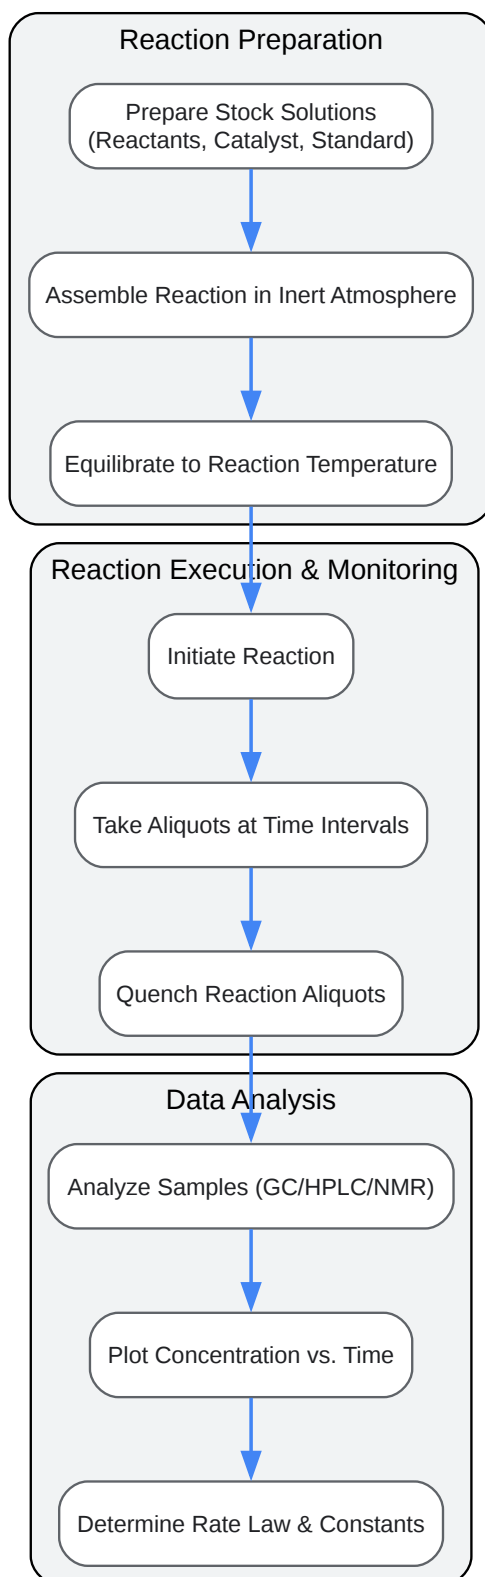 Reaction Preparation
Prepare Stock Solutions
(Reactants, Catalyst, Standard)
Assemble Reaction in Inert Atmosphere
Equilibrate to Reaction Temperature
Reaction Execution & Monitoring
Initiate Reaction
Take Aliquots at Time Intervals
Quench Reaction Aliquots
Data Analysis
Analyze Samples (GC/HPLC/NMR)
Plot Concentration vs. Time
Determine Rate Law & Constants